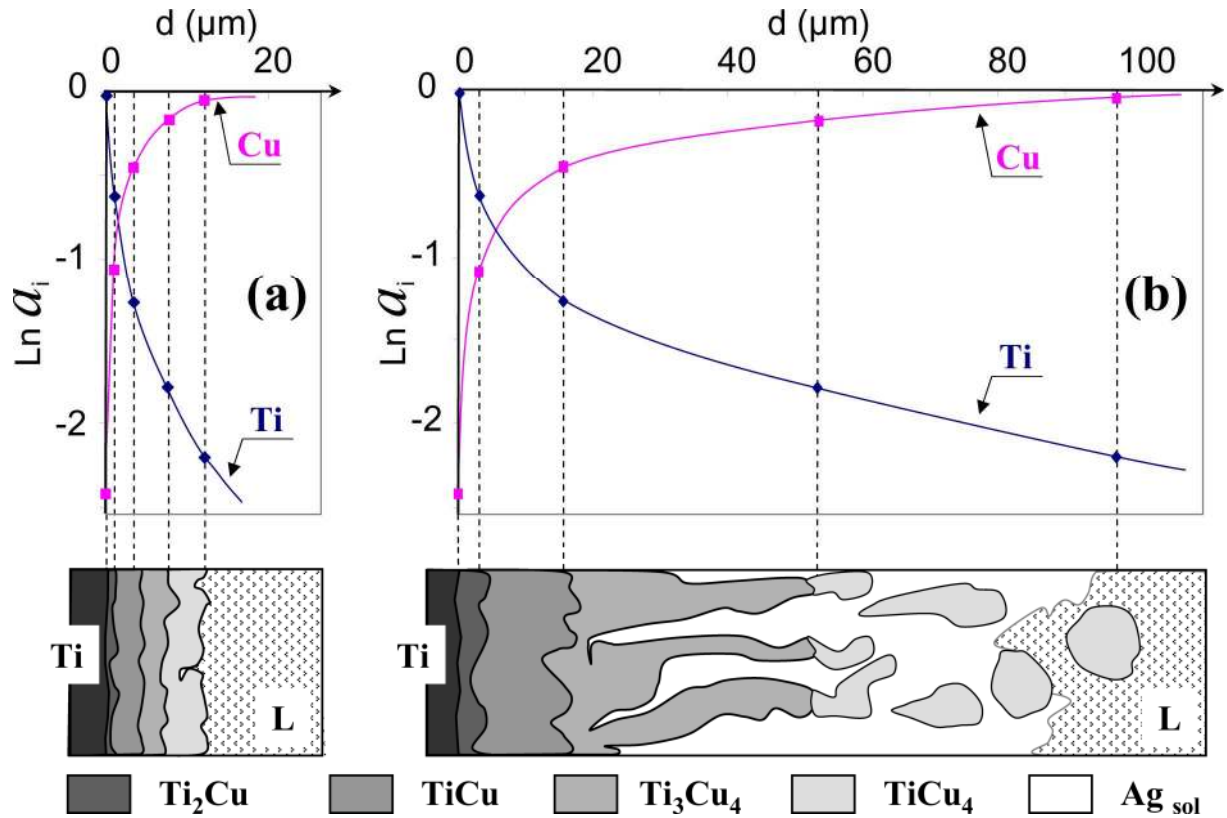 d (µm)
0 20
0
-1
-2
Ln aᵢ
Cu
(a)
Ti
d (µm)
0 20 40 60 80 100
0
-1
-2
Ln aᵢ
Cu
(b)
Ti
Ti
L
Ti
L
Ti₂Cu TiCu Ti₃Cu₄ TiCu₄ Ag sol